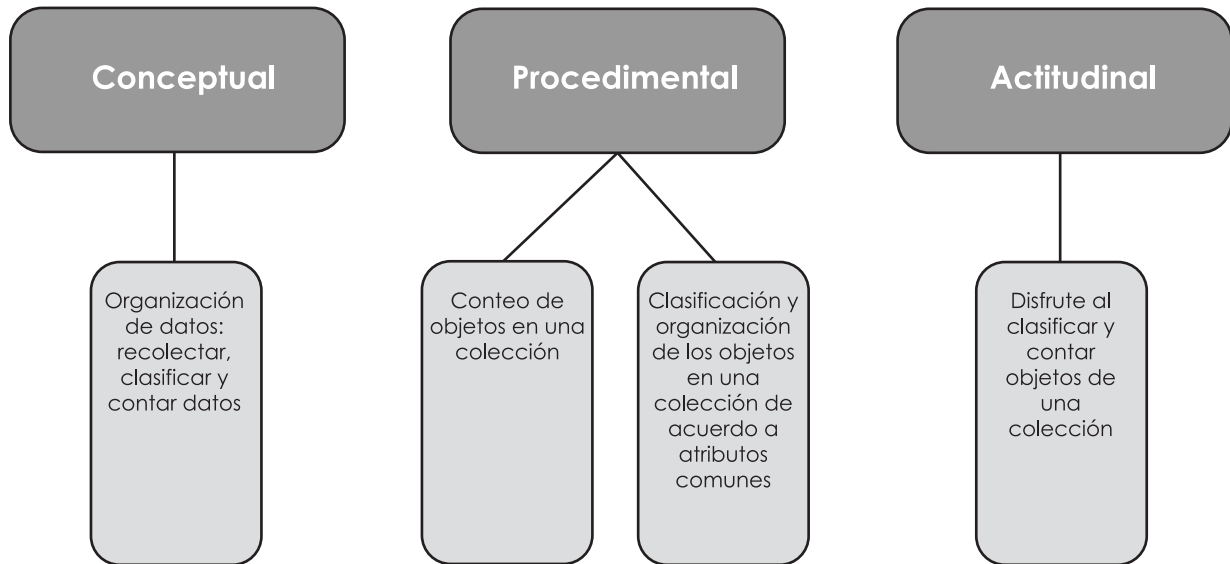 Conceptual
Procedimental
Actitudinal
Organización
de datos:
recolectar,
clasificar y
contar datos
Conteo de
objetos en una
colección
Clasificación y
organización
de los objetos
en una
colección de
acuerdo a
atributos
comunes
Disfrute al
clasificar y
contar
objetos de
una
colección